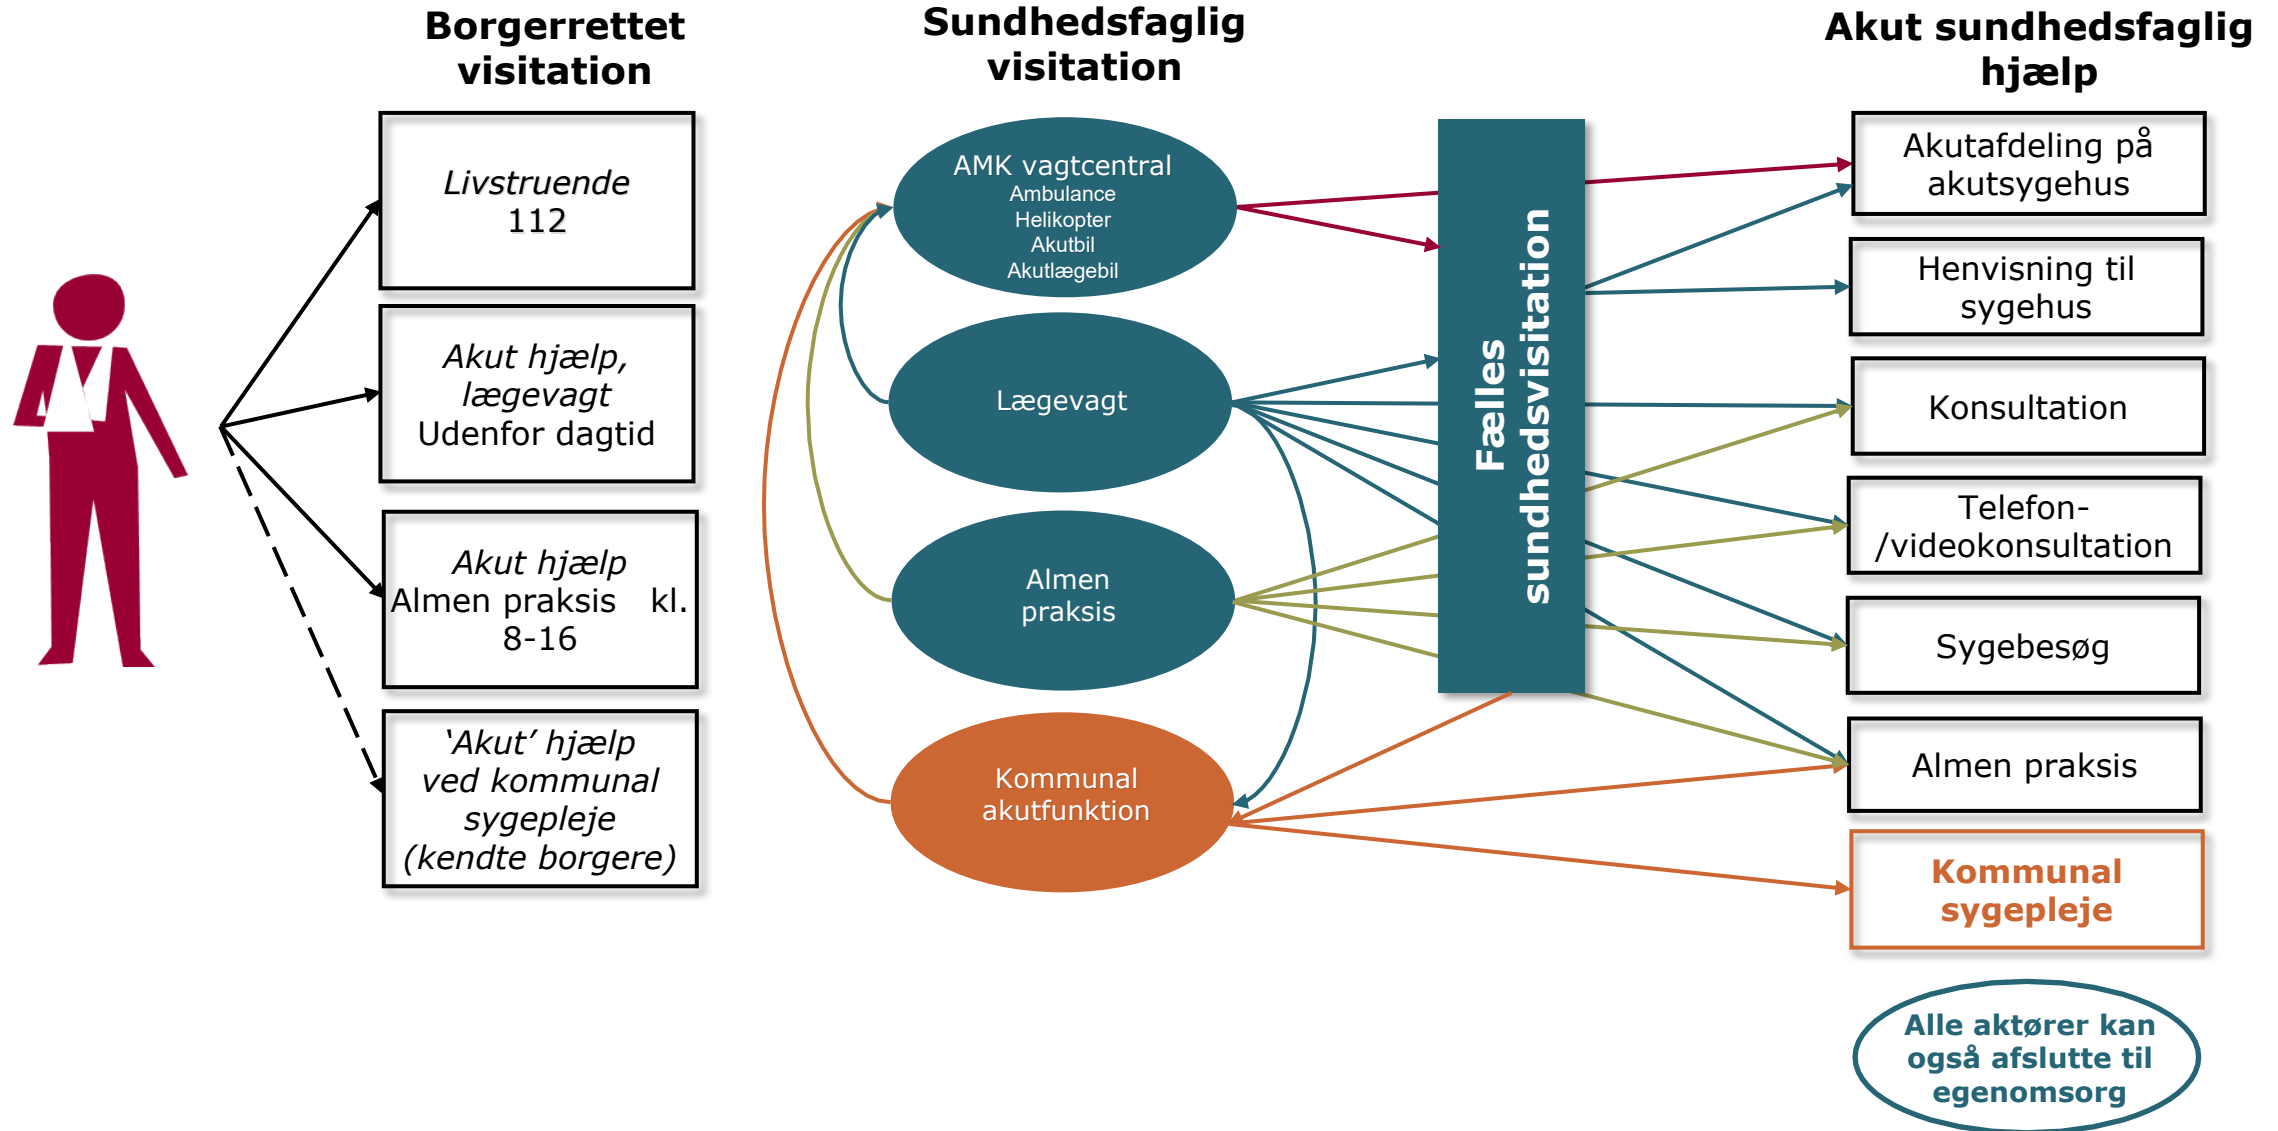 Borgerrettet
visitation
Livstruende
112
Akut hjælp,
lægevagt
Udenfor dagtid
Akut hjælp
Almen praksis kl.
8-16
‘Akut’ hjælp
ved kommunal
sygepleje
(kendte borgere)
Sundhedsfaglig
visitation
AMK vagtcentral
Ambulance
Helikopter
Akutbil
Akutlægebil
Lægevagt
Almen
praksis
Kommunal
akutfunktion
Fælles
sundhedsvisitation
Akut sundhedsfaglig
hjælp
Akutafdeling på
akutsygehus
Henvisning til
sygehus
Konsultation
Telefon-
/videokonsultation
Sygebesøg
Almen praksis
Kommunal
sygepleje
Alle aktører kan
også afslutte til
egenomsorg